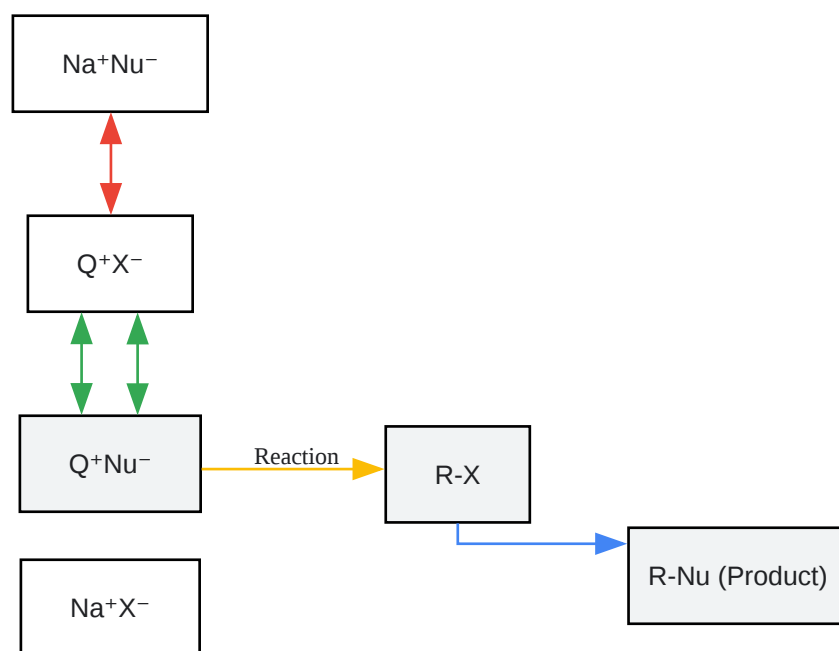 Na⁺Nu⁻
Q⁺X⁻
Q⁺Nu⁻
Reaction
R-X
R-Nu (Product)
Na⁺X⁻